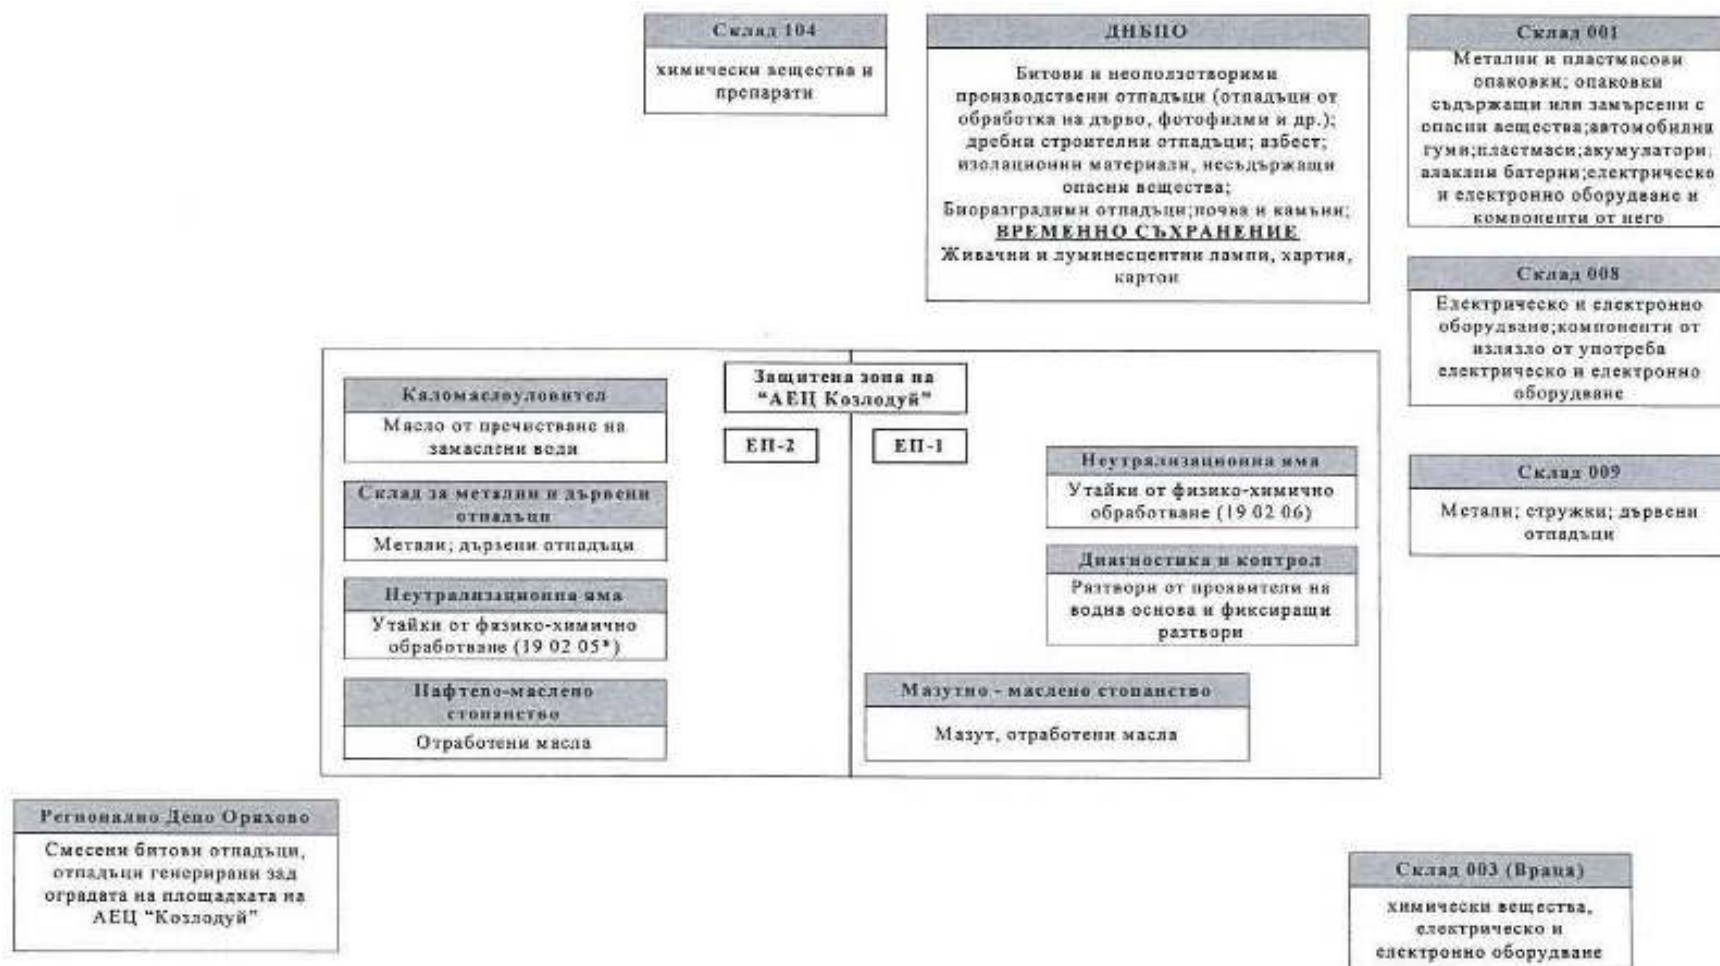 Склад 104
химически вещества и
препарати
ДНБПО
Битови и неоползотворими
производствени отпадъци (отпадъци от
обработка на дърво, фотофилми и др.);
дребни строителни отпадъци; азбест;
изолационни материали, несъдържащи
опасни вещества;
Биоразградими отпадъци;почва и камъни;
ВРЕМЕННО СЪХРАНЕНИЕ
Живачни и луминесцентни лампи, хартия,
картон
Склад 001
Метални и пластмасови
опаковки; опаковки
съдържащи или замърсени с
опасни вещества;автомобилни
гуми;пластмаси;акумулатори,
алкални батерии;електрическо
и електронно оборудване и
компоненти от него
Склад 008
Електрическо и електронно
оборудване;компоненти от
излязло от употреба
електрическо и електронно
оборудване
Склад 009
Метали; стружки; дървени
отпадъци
Защитена зона на
"АЕЦ Козлодуй"
ЕП-2
ЕП-1
Каломаслоуловител
Масло от пречистване на
замаслени води
Склад за метални и дървени
отпадъци
Метали; дървени отпадъци
Неутрализационна яма
Утайки от физико-химично
обработване (19 02 05*)
Нафтено-маслено
стопанство
Отработени масла
Неутрализационна яма
Утайки от физико-химично
обработване (19 02 06)
Диагностика и контрол
Разтвори от проявители на
водна основа и фиксиращи
разтвори
Мазутно - маслено стопанство
Мазут, отработени масла
Регионално Депо Оряхово
Смесени битови отпадъци,
отпадъци генерирани зад
оградата на площадката на
АЕЦ "Козлодуй"
Склад 003 (Враца)
химически вещества,
електрическо и
електронно оборудване